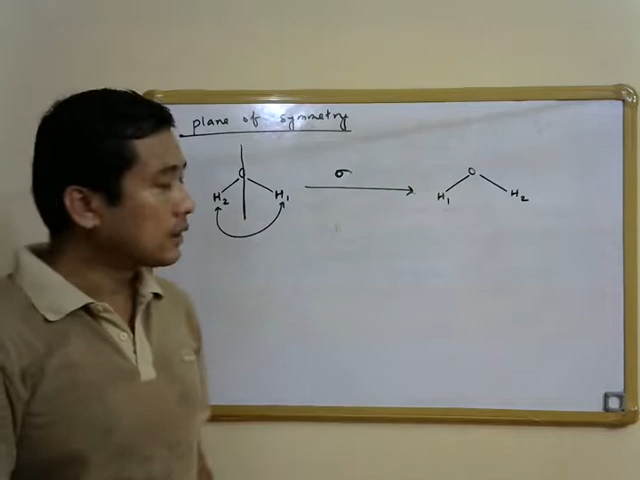 plane of symmetry
O σ O
H2 H1 H1 H2